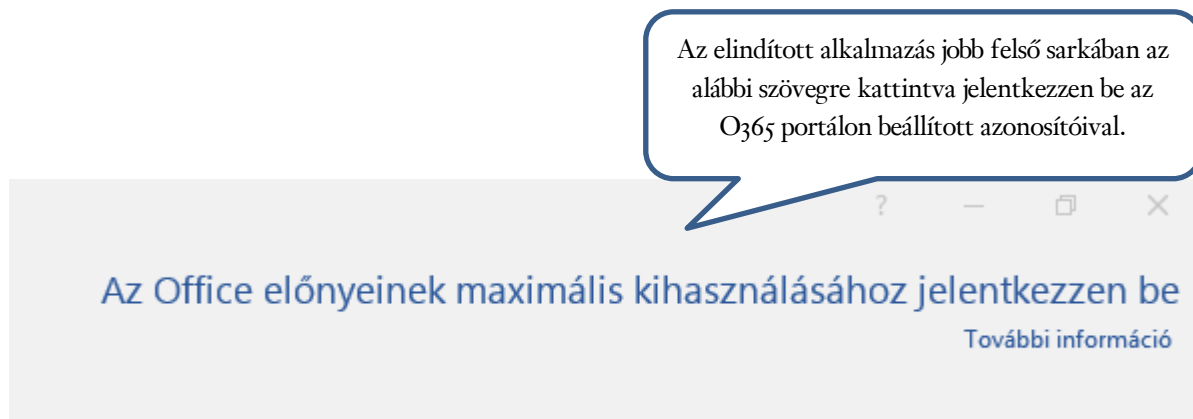 Az elindított alkalmazás jobb felső sarkában az
alábbi szövegre kattintva jelentkezzen be az
O365 portálon beállított azonosítóival.
?
Az Office előnyeinek maximális kihasználásához jelentkezzen be
További információ